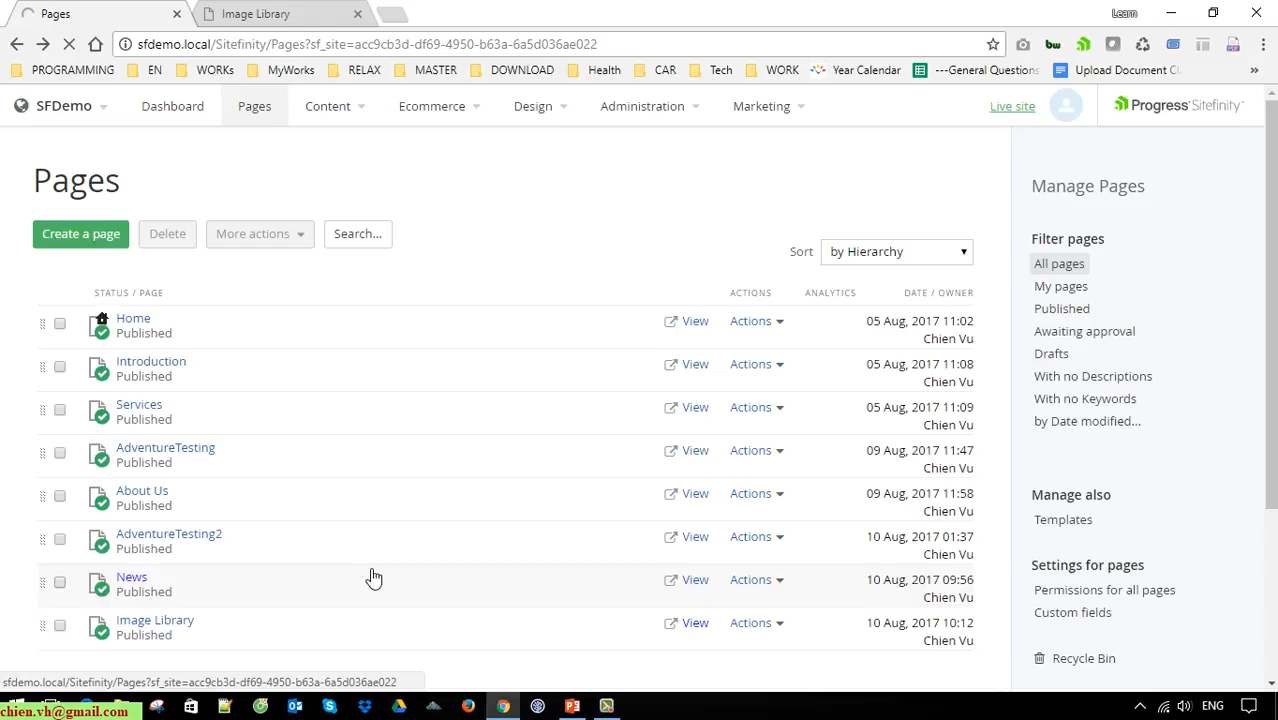 Pages
Image Library
Learn
sfdemo.local/Sitefinity/Pages?sf_site=acc9cb3d-df69-4950-b63a-6a5d036ae022
bw
PROGRAMMING
EN
WORKs
MyWorks
RELAX
MASTER
DOWNLOAD
Health
CAR
Tech
WORK
Year Calendar
---General Questions
Upload Document Cl
»
SFDemo
Dashboard
Pages
Content
Ecommerce
Design
Administration
Marketing
Live site
Progress Sitefinity
Pages
Create a page
Delete
More actions
Search...
Sort
by Hierarchy
STATUS / PAGE
ACTIONS
ANALYTICS
DATE / OWNER
Home
View
Actions
05 Aug, 2017 11:02
Published
Chien Vu
Introduction
View
Actions
05 Aug, 2017 11:08
Published
Chien Vu
Services
View
Actions
05 Aug, 2017 11:09
Published
Chien Vu
AdventureTesting
View
Actions
09 Aug, 2017 11:47
Published
Chien Vu
About Us
View
Actions
09 Aug, 2017 11:58
Published
Chien Vu
AdventureTesting2
View
Actions
10 Aug, 2017 01:37
Published
Chien Vu
News
View
Actions
10 Aug, 2017 09:56
Published
Chien Vu
Image Library
View
Actions
10 Aug, 2017 10:12
Published
Chien Vu
Manage Pages
Filter pages
All pages
My pages
Published
Awaiting approval
Drafts
With no Descriptions
With no Keywords
by Date modified...
Manage also
Templates
Settings for pages
Permissions for all pages
Custom fields
Recycle Bin
sfdemo.local/Sitefinity/Pages?sf_site=acc9cb3d-df69-4950-b63a-6a5d036ae022
chien.vh@gmail.com
ENG